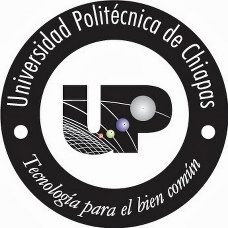 Universidad Politécnica de Chiapas
UP
Tecnología para el bien común